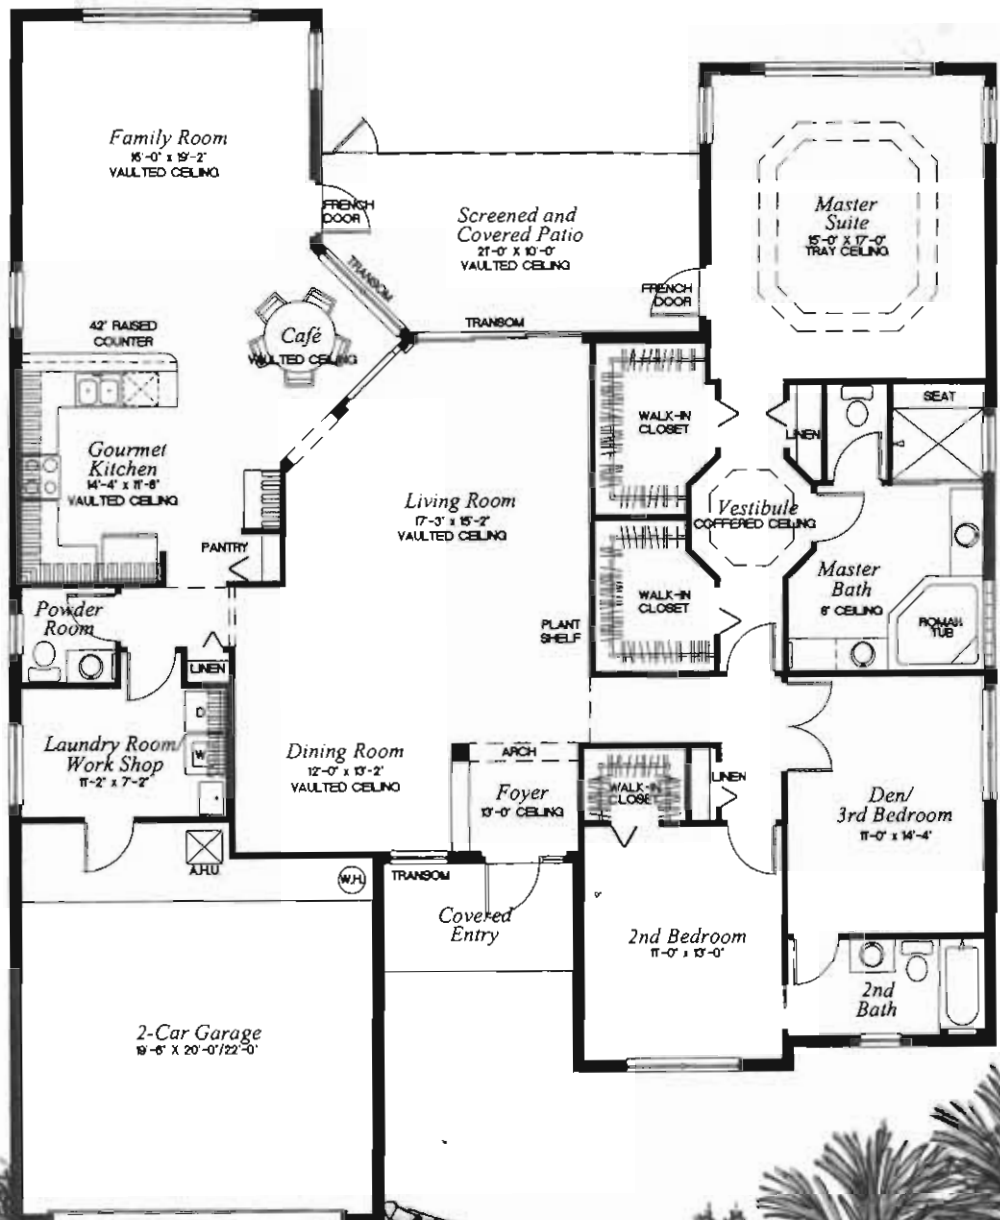 Family Room
16'-0" x 19'-2"
VAULTED CEILING
FRENCH
DOOR
Screened and
Covered Patio
21'-0" X 10'-0"
VAULTED CEILING
Master
Suite
15'-0" X 17'-0"
TRAY CEILING
FRENCH
DOOR
TRANSOM
TRANSOM
42" RAISED
COUNTER
Café
VAULTED CEILING
Gourmet
Kitchen
14'-4" x 11'-8"
VAULTED CEILING
WALK-IN
CLOSET
LINEN
SEAT
Living Room
17'-3" x 15'-2"
VAULTED CEILING
Vestibule
COFFERED CEILING
PANTRY
Powder
Room
WALK-IN
CLOSET
Master
Bath
8' CEILING
ROMAN
TUB
PLANT
SHELF
LINEN
D
W
Laundry Room/
Work Shop
11'-2" x 7'-2"
Dining Room
12'-0" x 13'-2"
VAULTED CEILING
ARCH
Foyer
13'-0" CEILING
WALK-IN
CLOSET
LINEN
Den/
3rd Bedroom
11'-0" x 14'-4"
A.H.U.
W.H.
TRANSOM
Covered
Entry
2nd Bedroom
11'-0" x 13'-0"
2nd
Bath
2-Car Garage
19'-6" X 20'-0"/22'-0"